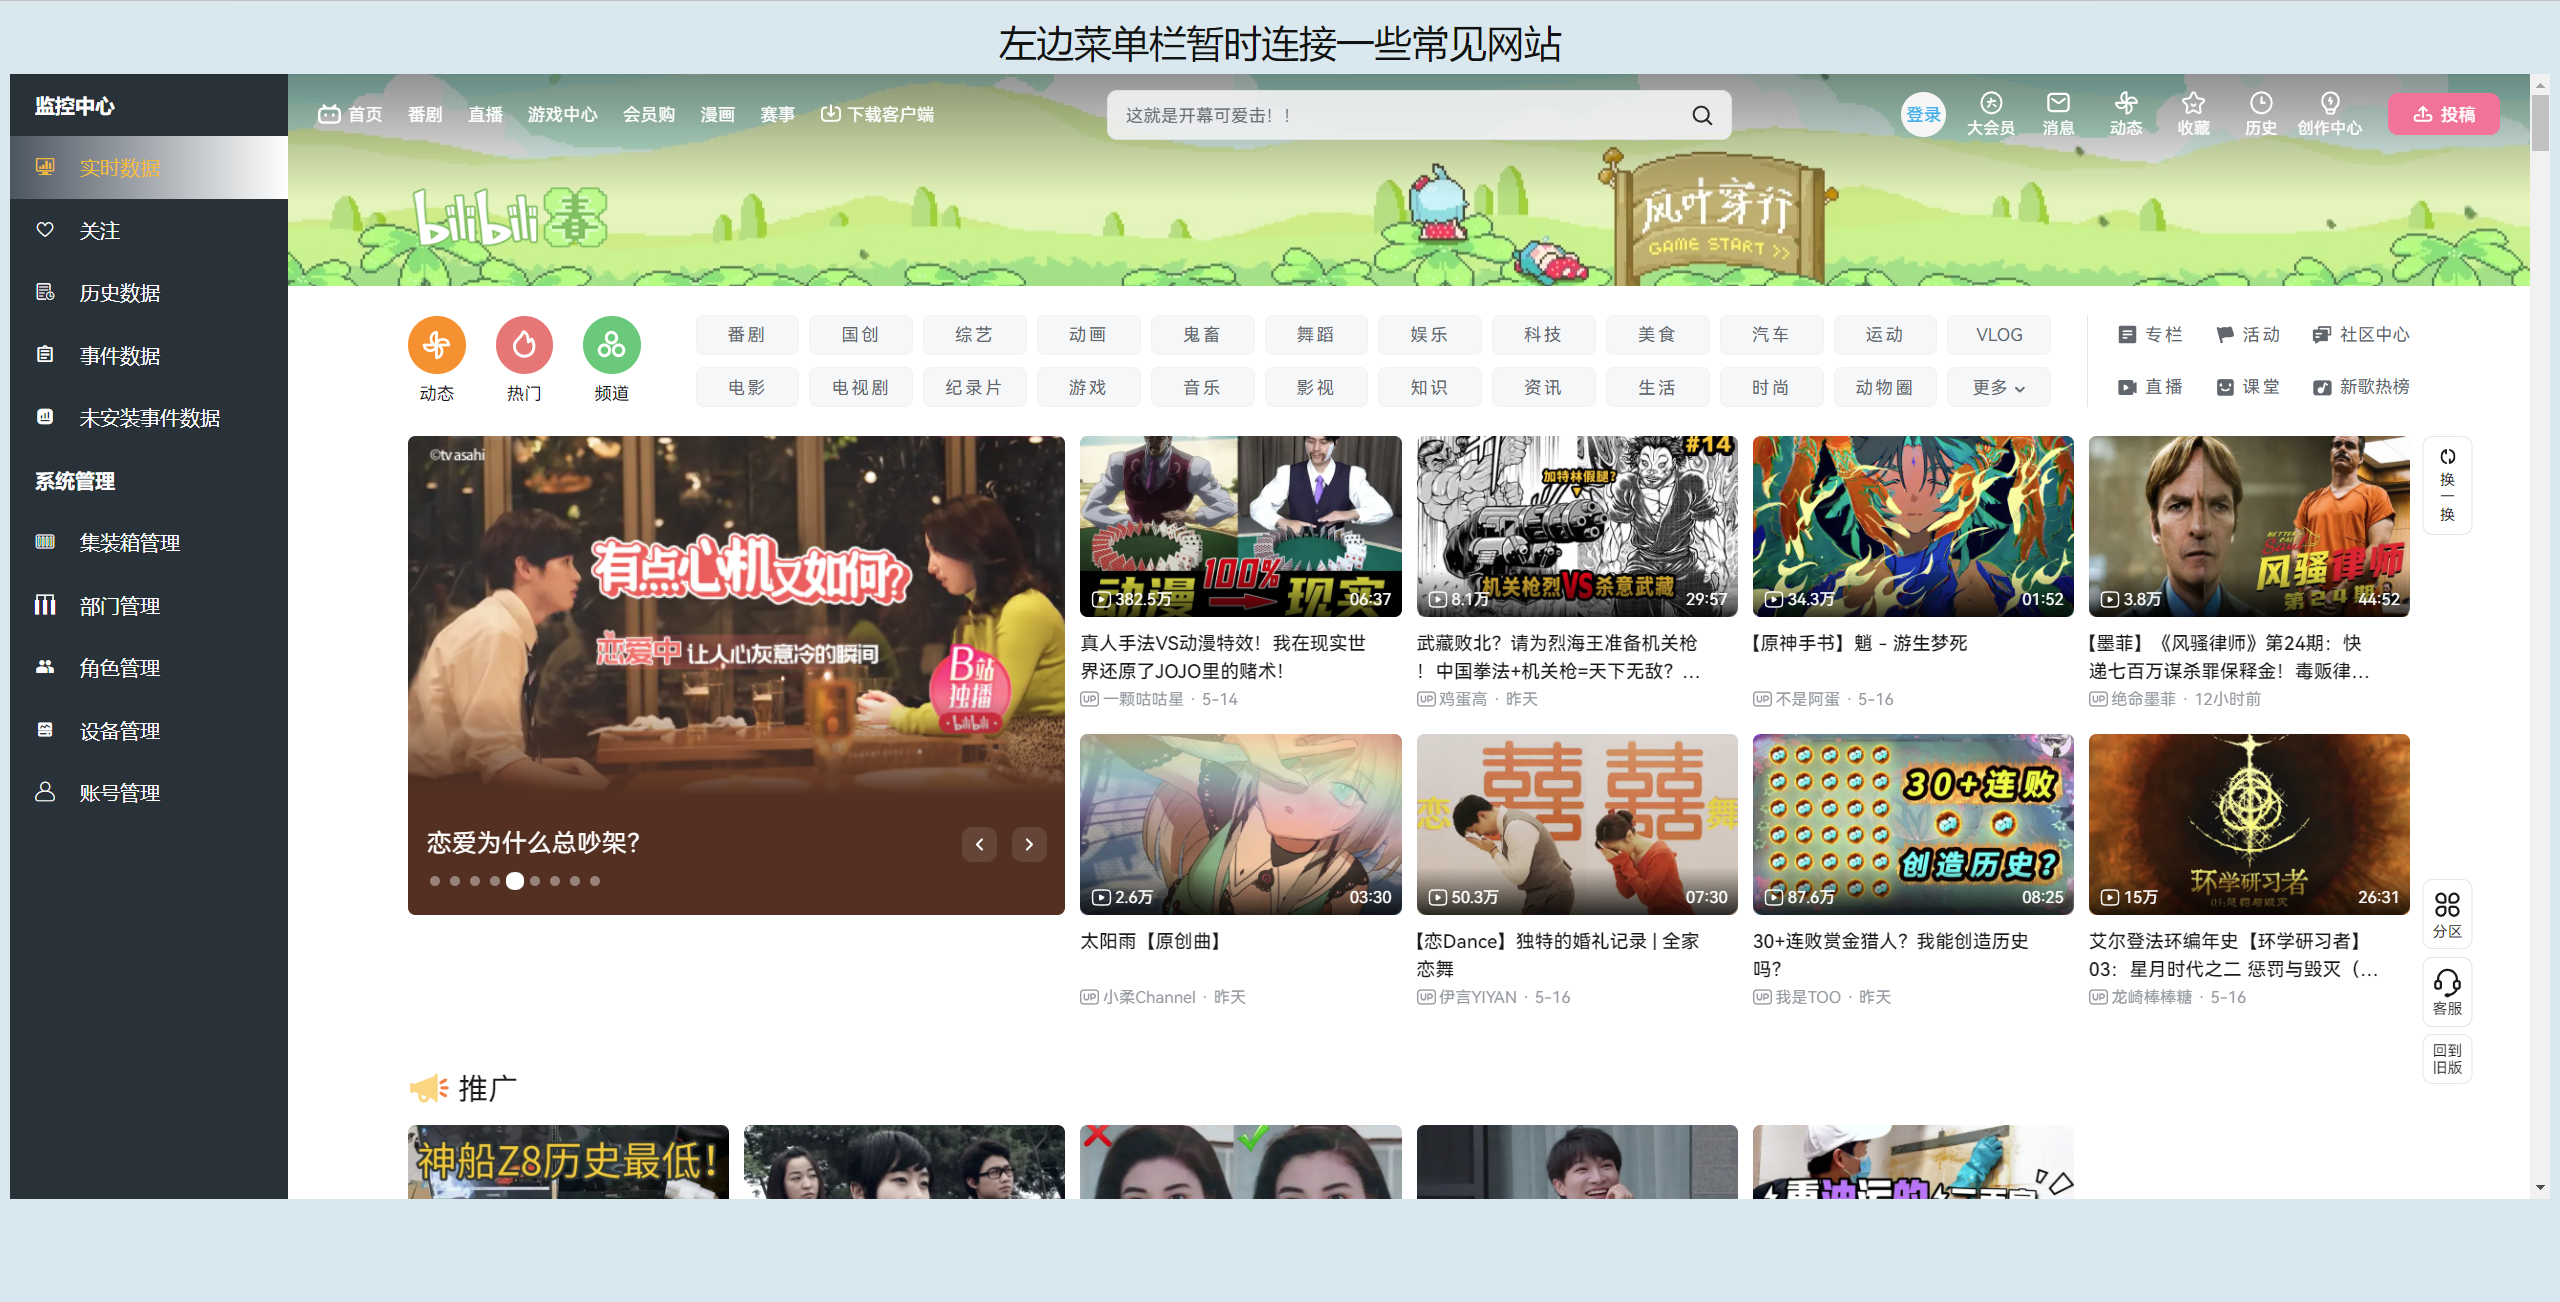 左边菜单栏暂时连接一些常见网站
监控中心
实时数据
关注
历史数据
事件数据
未安装事件数据
系统管理
集装箱管理
部门管理
角色管理
设备管理
账号管理
首页 番剧 直播 游戏中心 会员购 漫画 赛事 下载客户端
这就是开幕可爱击！！
登录 大会员 消息 动态 收藏 历史 创作中心 投稿
bilibili 春
风叶穿行
GAME START >>
动态 热门 频道
番剧 国创 综艺 动画 鬼畜 舞蹈 娱乐 科技 美食 汽车 运动 VLOG
电影 电视剧 纪录片 游戏 音乐 影视 知识 资讯 生活 时尚 动物圈 更多
专栏 活动 社区中心
直播 课堂 新歌热榜
©tv asahi
有点心机又如何?
恋爱中 让人心灰意冷的瞬间
B站
独播
bilibili
恋爱为什么总吵架？
动漫 100% 现实
382.5万 06:37
真人手法VS动漫特效！我在现实世
界还原了JOJO里的赌术！
UP 一颗咕咕星 · 5-14
#14
加特林假腿?
机关枪烈VS杀意武藏
8.1万 29:57
武藏败北？请为烈海王准备机关枪
！中国拳法+机关枪=天下无敌？...
UP 鸡蛋高 · 昨天
34.3万 01:52
【原神手书】魈 - 游生梦死
UP 不是阿蛋 · 5-16
风骚律师
第24期
3.8万 44:52
【墨菲】《风骚律师》第24期：快
递七百万谋杀罪保释金！毒贩律...
UP 绝命墨菲 · 12小时前
换一换
2.6万 03:30
太阳雨【原创曲】
UP 小柔Channel · 昨天
囍 囍
恋 舞
50.3万 07:30
【恋Dance】独特的婚礼记录 | 全家
恋舞
UP 伊言YIYAN · 5-16
30+连败
创造历史?
87.6万 08:25
30+连败赏金猎人？我能创造历史
吗？
UP 我是TOO · 昨天
环学研习者
03:惩罚与毁灭
15万 26:31
艾尔登法环编年史【环学研习者】
03：星月时代之二 惩罚与毁灭（...
UP 龙崎棒棒糖 · 5-16
分区
客服
回到
旧版
推广
神船Z8历史最低！